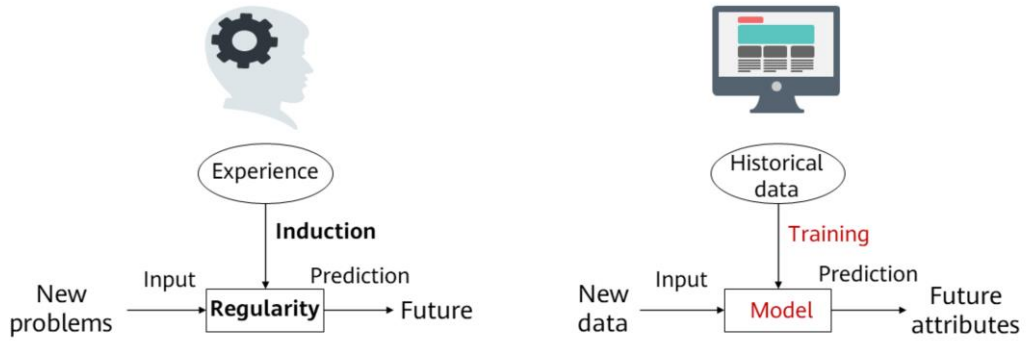 Experience
Induction
Input
Prediction
New
problems
Regularity
Future
Historical
data
Training
Input
Prediction
New
data
Model
Future
attributes